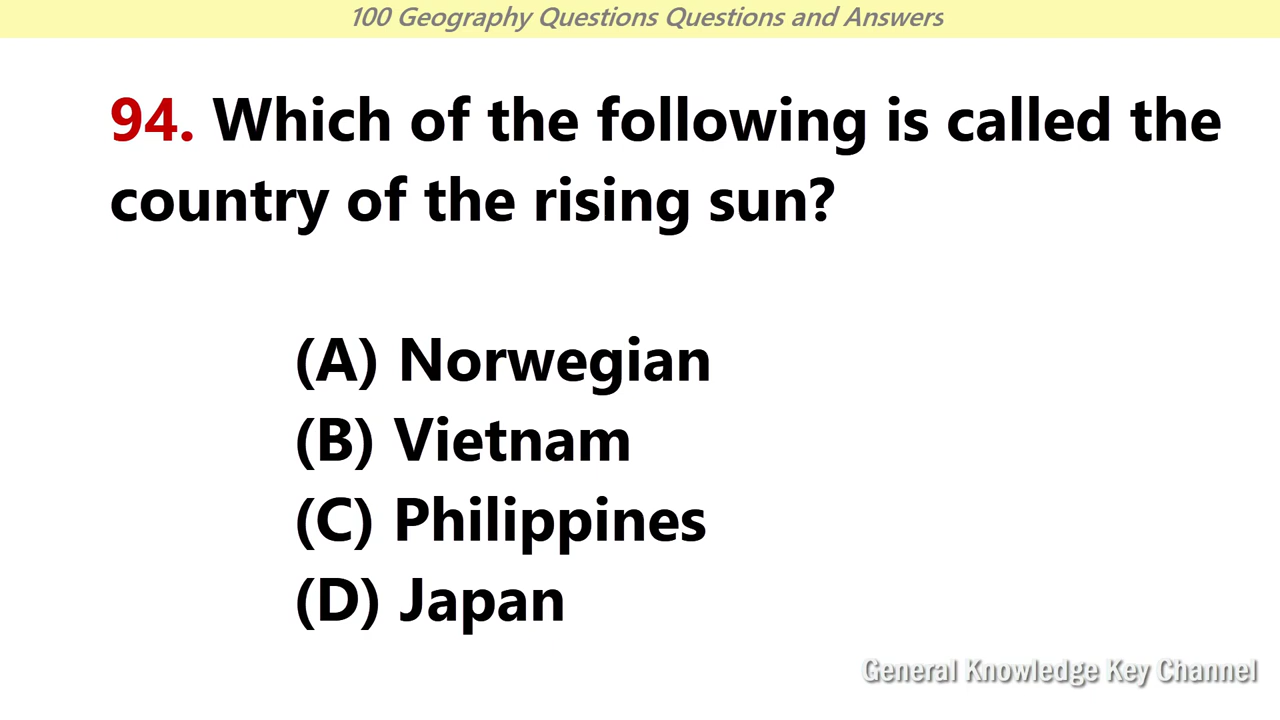 100 Geography Questions Questions and Answers
94. Which of the following is called the
country of the rising sun?
(A) Norwegian
(B) Vietnam
(C) Philippines
(D) Japan
General Knowledge Key Channel